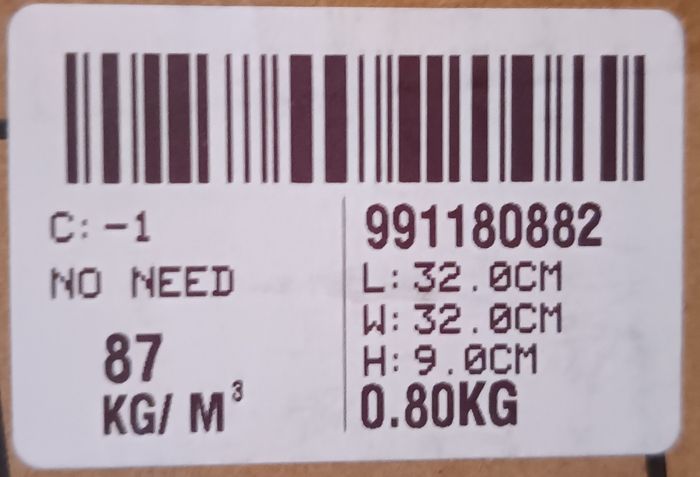 C: -1
NO NEED
87
KG/ M³
991180882
L: 32.0CM
W: 32.0CM
H: 9.0CM
0.80KG